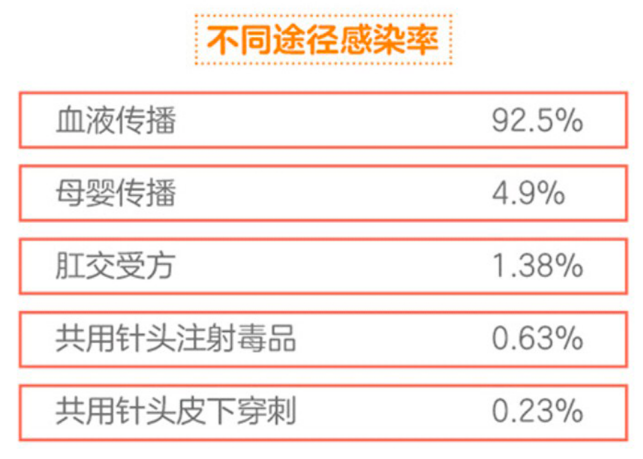 不同途径感染率
血液传播 92.5%
母婴传播 4.9%
肛交受方 1.38%
共用针头注射毒品 0.63%
共用针头皮下穿刺 0.23%